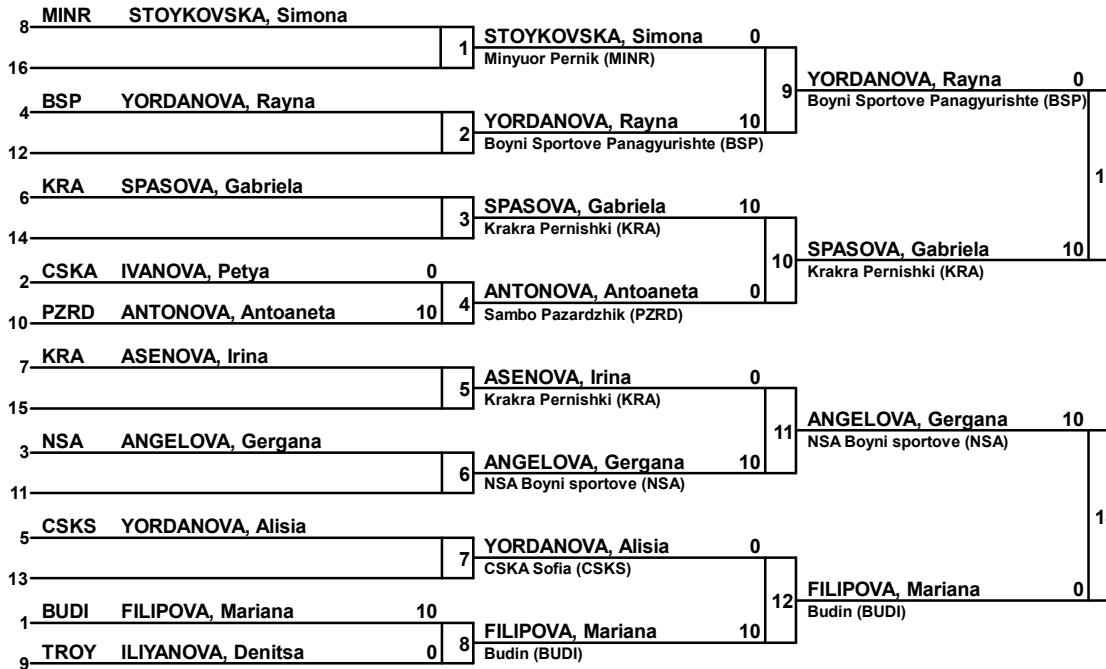 8 MINR STOYKOVSKA, Simona
16
1
STOYKOVSKA, Simona 0
Minyuor Pernik (MINR)
4 BSP YORDANOVA, Rayna
12
2
YORDANOVA, Rayna 10
Boyni Sportove Panagyurishte (BSP)
9
YORDANOVA, Rayna 0
Boyni Sportove Panagyurishte (BSP)
6 KRA SPASOVA, Gabriela
14
3
SPASOVA, Gabriela 10
Krakra Pernishki (KRA)
2 CSKA IVANOVA, Petya 0
10 PZRD ANTONOVA, Antoaneta 10
4
ANTONOVA, Antoaneta 0
Sambo Pazardzhik (PZRD)
10
SPASOVA, Gabriela 10
Krakra Pernishki (KRA)
1
7 KRA ASENOVA, Irina
15
5
ASENOVA, Irina 0
Krakra Pernishki (KRA)
3 NSA ANGELOVA, Gergana
11
6
ANGELOVA, Gergana 10
NSA Boyni sportove (NSA)
11
ANGELOVA, Gergana 10
NSA Boyni sportove (NSA)
5 CSKS YORDANOVA, Alisia
13
7
YORDANOVA, Alisia 0
CSKA Sofia (CSKS)
1 BUDI FILIPOVA, Mariana 10
9 TROY ILIYANOVA, Denitsa 0
8
FILIPOVA, Mariana 10
Budin (BUDI)
12
FILIPOVA, Mariana 0
Budin (BUDI)
1